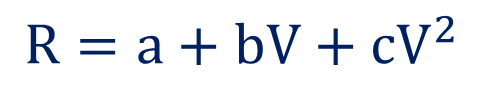 R = a + bV + cV²